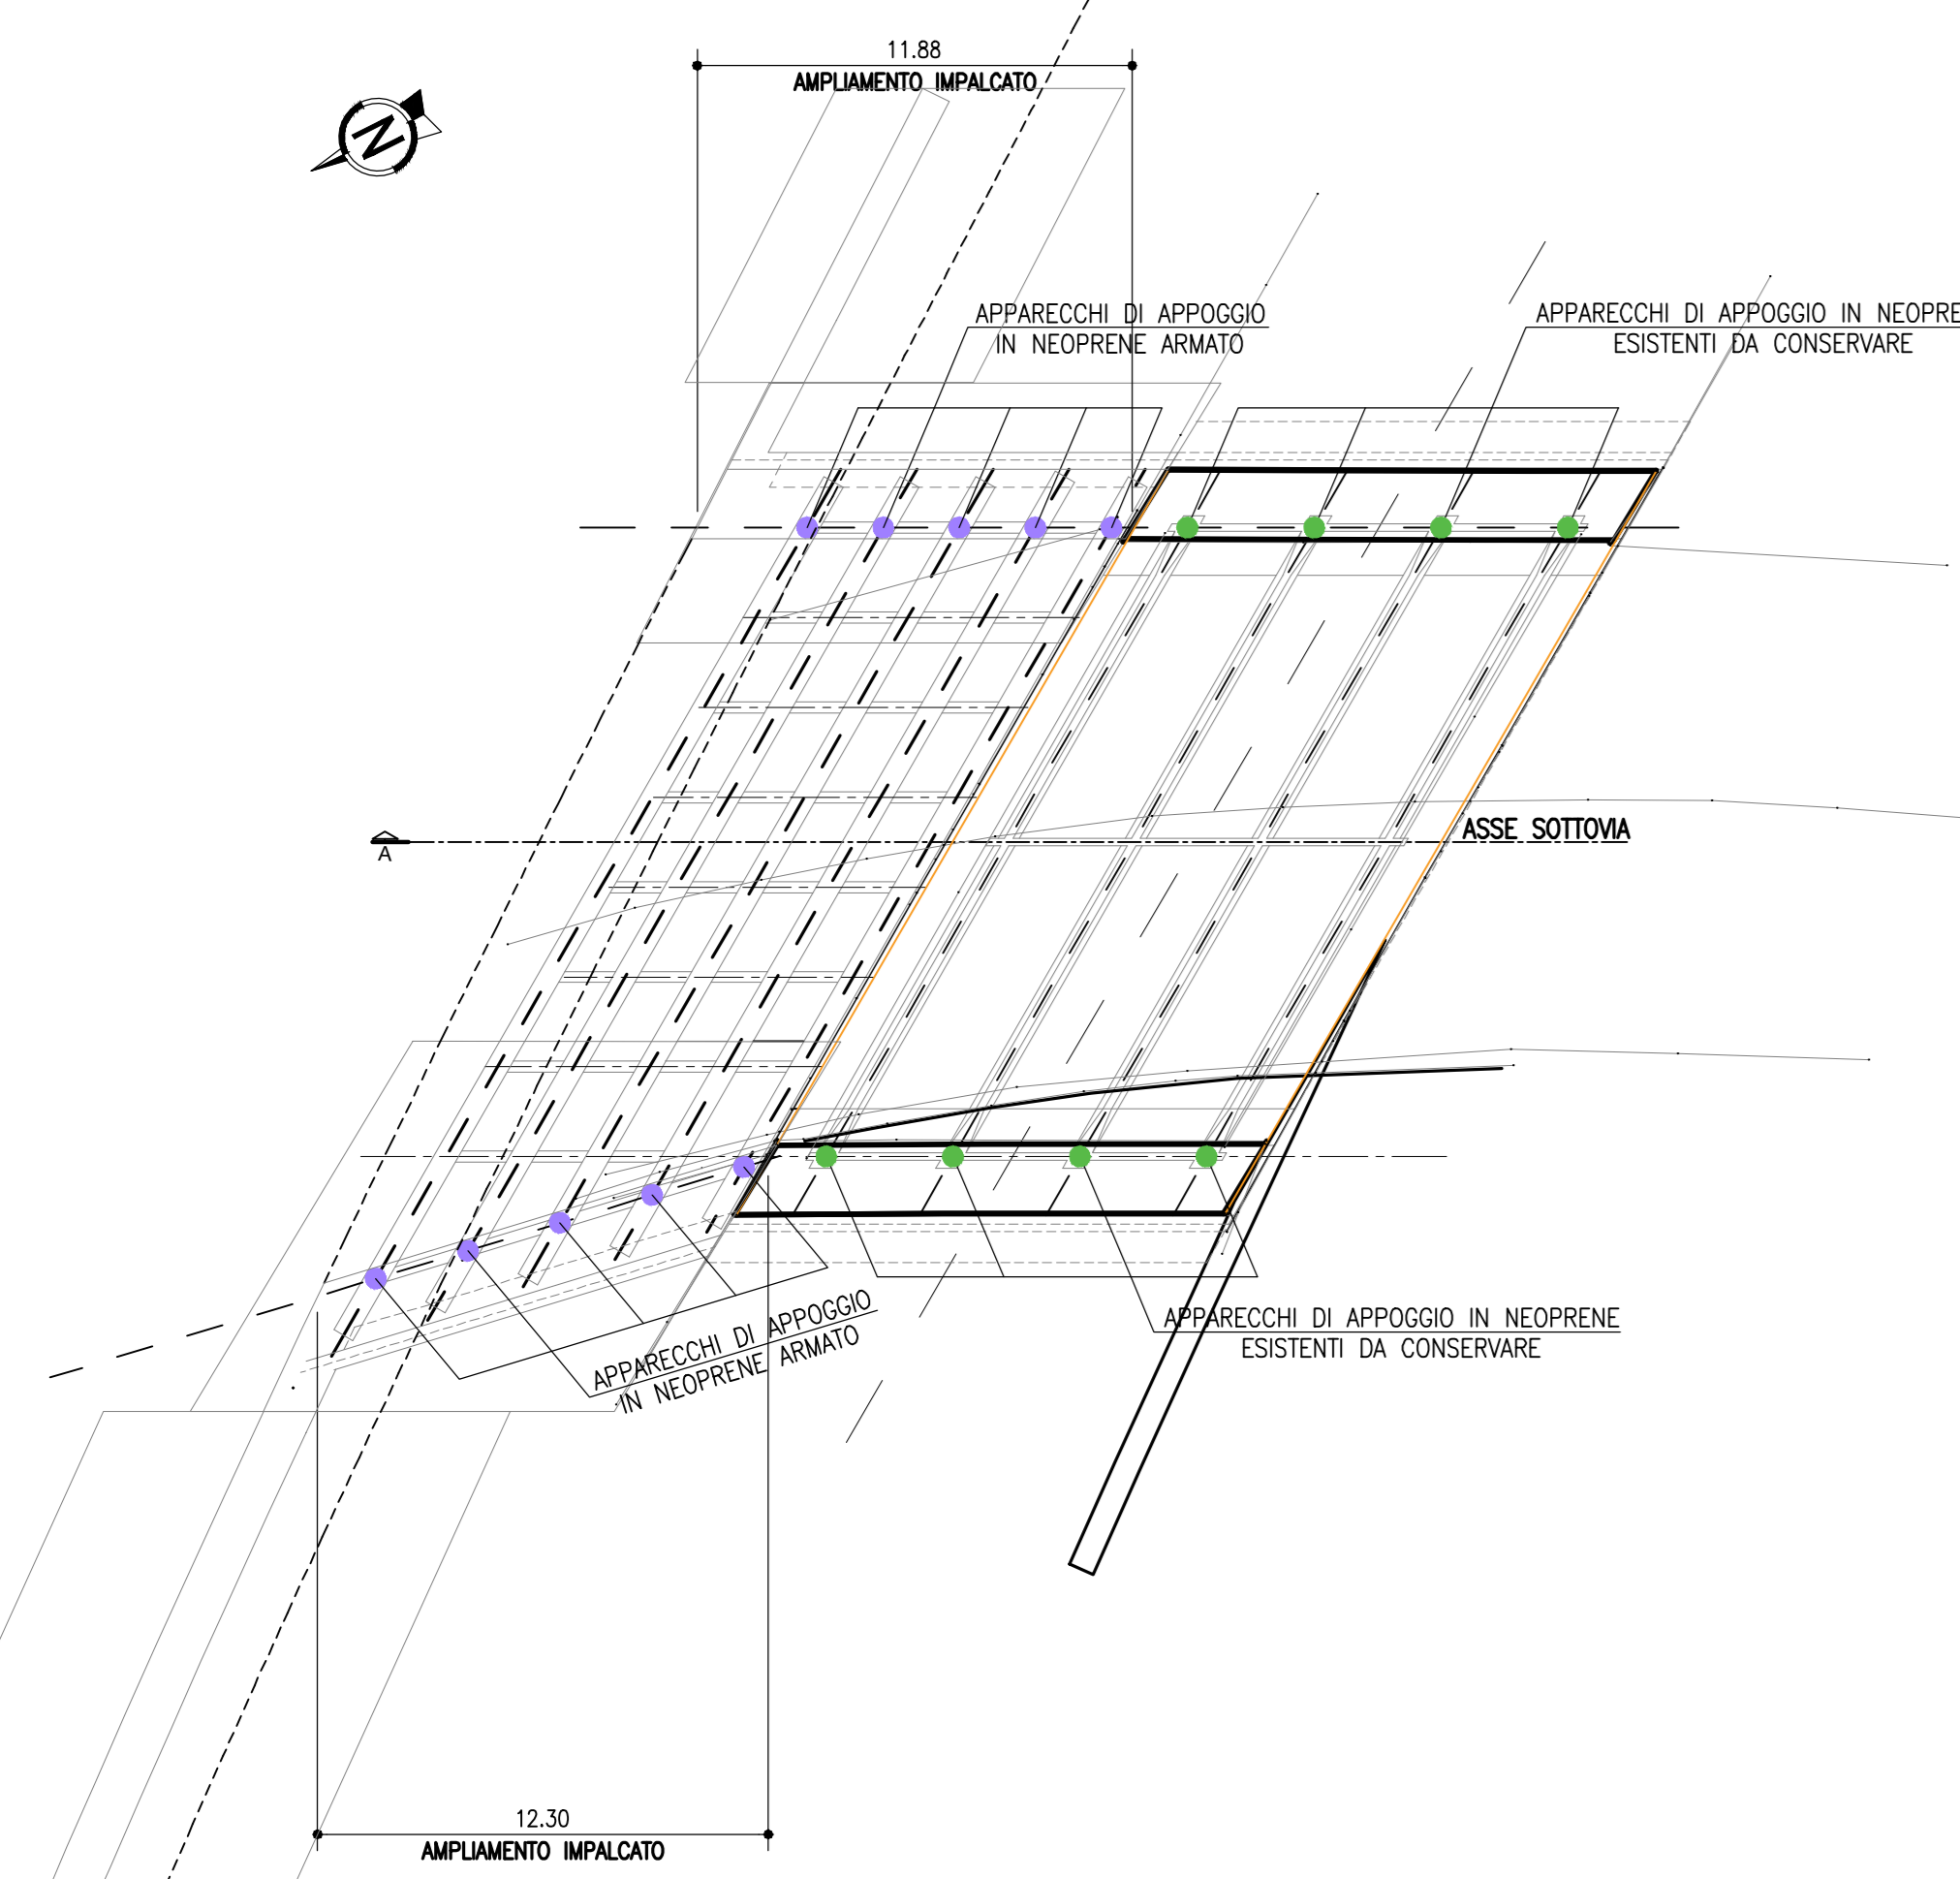 11.88
AMPLIAMENTO IMPALCATO
N
APPARECCHI DI APPOGGIO
IN NEOPRENE ARMATO
APPARECCHI DI APPOGGIO IN NEOPRE
ESISTENTI DA CONSERVARE
ASSE SOTTOVIA
A
APPARECCHI DI APPOGGIO
IN NEOPRENE ARMATO
APPARECCHI DI APPOGGIO IN NEOPRENE
ESISTENTI DA CONSERVARE
12.30
AMPLIAMENTO IMPALCATO